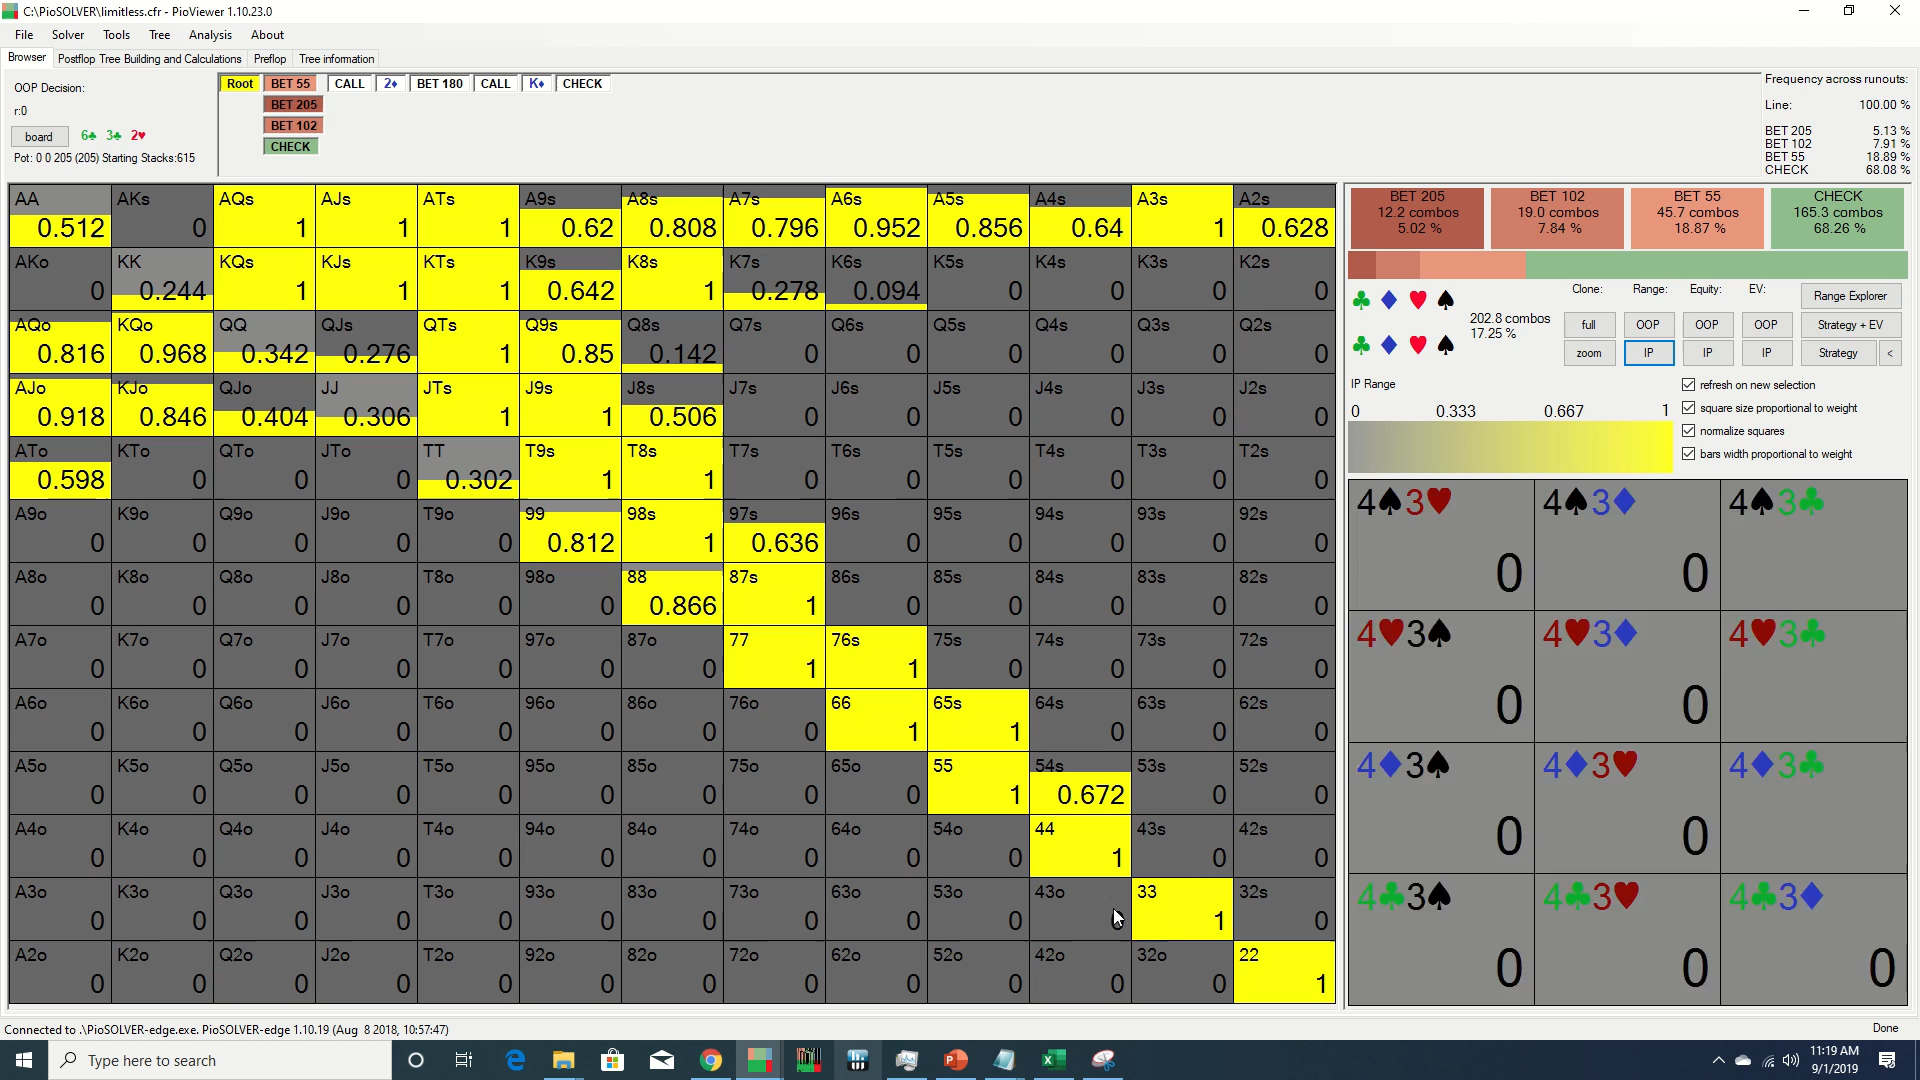 C:\PioSOLVER\limitless.cfr - PioViewer 1.10.23.0
File Solver Tools Tree Analysis About
Browser Postflop Tree Building and Calculations Preflop Tree information
OOP Decision:
r:0
board 6♣ 3♣ 2♥
Pot: 0 0 205 (205) Starting Stacks:615
Root BET 55 CALL 2♦ BET 180 CALL K♦ CHECK
BET 205
BET 102
CHECK
Frequency across runouts:
Line: 100.00 %
BET 205 5.13 %
BET 102 7.91 %
BET 55 18.89 %
CHECK 68.08 %
AA AKs AQs AJs ATs A9s A8s A7s A6s A5s A4s A3s A2s
0.512 0 1 1 1 0.62 0.808 0.796 0.952 0.856 0.64 1 0.628
AKo KK KQs KJs KTs K9s K8s K7s K6s K5s K4s K3s K2s
0 0.244 1 1 1 0.642 1 0.278 0.094 0 0 0 0
AQo KQo QQ QJs QTs Q9s Q8s Q7s Q6s Q5s Q4s Q3s Q2s
0.816 0.968 0.342 0.276 1 0.85 0.142 0 0 0 0 0 0
AJo KJo QJo JJ JTs J9s J8s J7s J6s J5s J4s J3s J2s
0.918 0.846 0.404 0.306 1 1 0.506 0 0 0 0 0 0
ATo KTo QTo JTo TT T9s T8s T7s T6s T5s T4s T3s T2s
0.598 0 0 0 0.302 1 1 0 0 0 0 0 0
A9o K9o Q9o J9o T9o 99 98s 97s 96s 95s 94s 93s 92s
0 0 0 0 0 0.812 1 0.636 0 0 0 0 0
A8o K8o Q8o J8o T8o 98o 88 87s 86s 85s 84s 83s 82s
0 0 0 0 0 0 0.866 1 0 0 0 0 0
A7o K7o Q7o J7o T7o 97o 87o 77 76s 75s 74s 73s 72s
0 0 0 0 0 0 0 1 1 0 0 0 0
A6o K6o Q6o J6o T6o 96o 86o 76o 66 65s 64s 63s 62s
0 0 0 0 0 0 0 0 1 1 0 0 0
A5o K5o Q5o J5o T5o 95o 85o 75o 65o 55 54s 53s 52s
0 0 0 0 0 0 0 0 0 1 0.672 0 0
A4o K4o Q4o J4o T4o 94o 84o 74o 64o 54o 44 43s 42s
0 0 0 0 0 0 0 0 0 0 1 0 0
A3o K3o Q3o J3o T3o 93o 83o 73o 63o 53o 43o 33 32s
0 0 0 0 0 0 0 0 0 0 0 1 0
A2o K2o Q2o J2o T2o 92o 82o 72o 62o 52o 42o 32o 22
0 0 0 0 0 0 0 0 0 0 0 0 1
BET 205 BET 102 BET 55 CHECK
12.2 combos 19.0 combos 45.7 combos 165.3 combos
5.02 % 7.84 % 18.87 % 68.26 %
♣ ♦ ♥ ♠
♣ ♦ ♥ ♠
202.8 combos
17.25 %
Clone: Range: Equity: EV: Range Explorer
full OOP OOP OOP Strategy + EV
zoom IP IP IP Strategy <
IP Range
0 0.333 0.667 1
refresh on new selection
square size proportional to weight
normalize squares
bars width proportional to weight
4♠3♥ 4♠3♦ 4♠3♣
0 0
4♥3♠ 4♥3♦ 4♥3♣
0 0
4♦3♠ 4♦3♥ 4♦3♣
0 0
4♣3♠ 4♣3♥ 4♣3♦
0 0 0
Connected to .\PioSOLVER-edge.exe. PioSOLVER-edge 1.10.19 (Aug 8 2018, 10:57:47)
Done
Type here to search
11:19 AM
9/1/2019